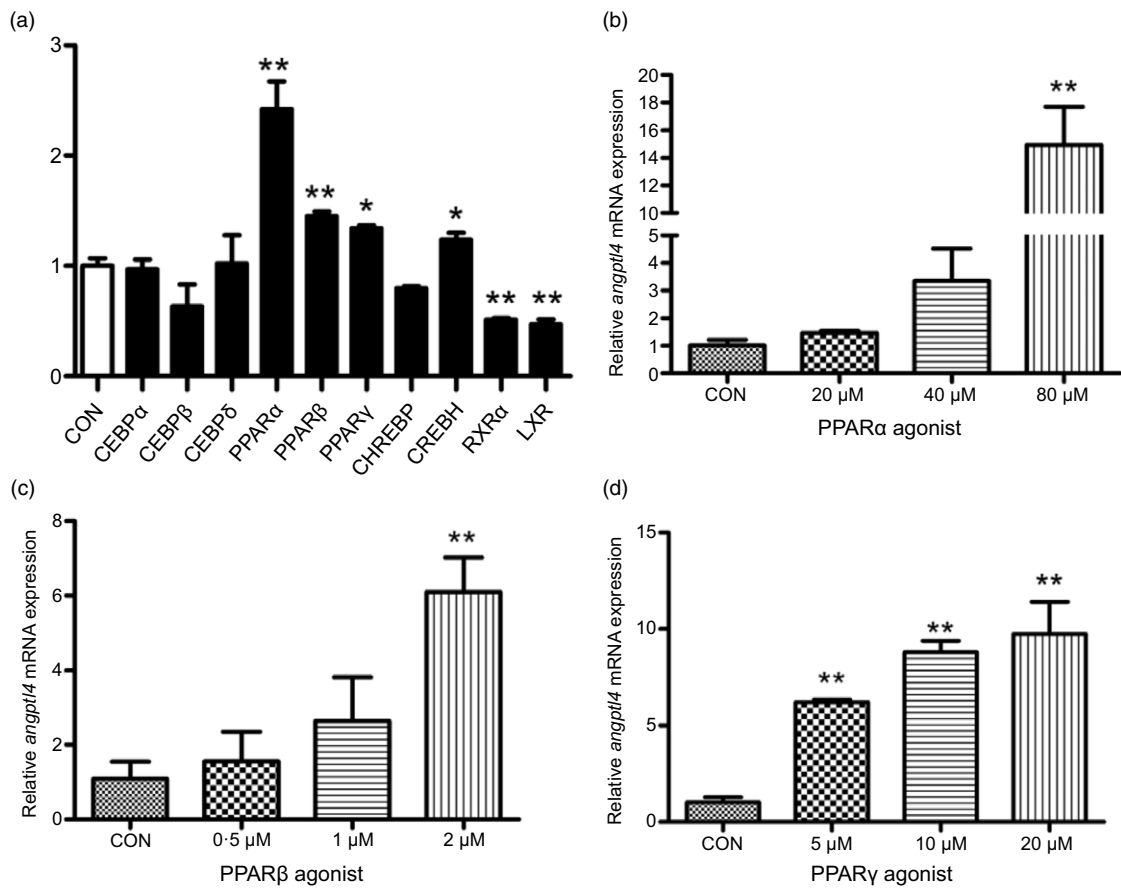 (a)
3
2
1
0
**
**
*
*
**
**
CON
CEBPα
CEBPβ
CEBPδ
PPARα
PPARβ
PPARγ
CHREBP
CREBH
RXRα
LXR
(b)
Relative angptl4 mRNA expression
20
18
16
14
12
10
5
4
3
2
1
0
**
CON
20 μM
40 μM
80 μM
PPARα agonist
(c)
Relative angptl4 mRNA expression
8
6
4
2
0
**
CON
0·5 μM
1 μM
2 μM
PPARβ agonist
(d)
Relative angptl4 mRNA expression
15
10
5
0
**
**
**
CON
5 μM
10 μM
20 μM
PPARγ agonist